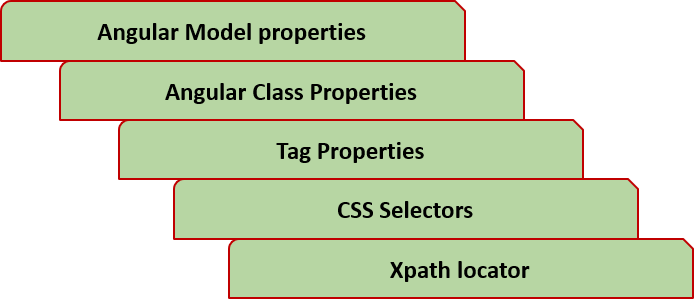 Angular Model properties
Angular Class Properties
Tag Properties
CSS Selectors
Xpath locator